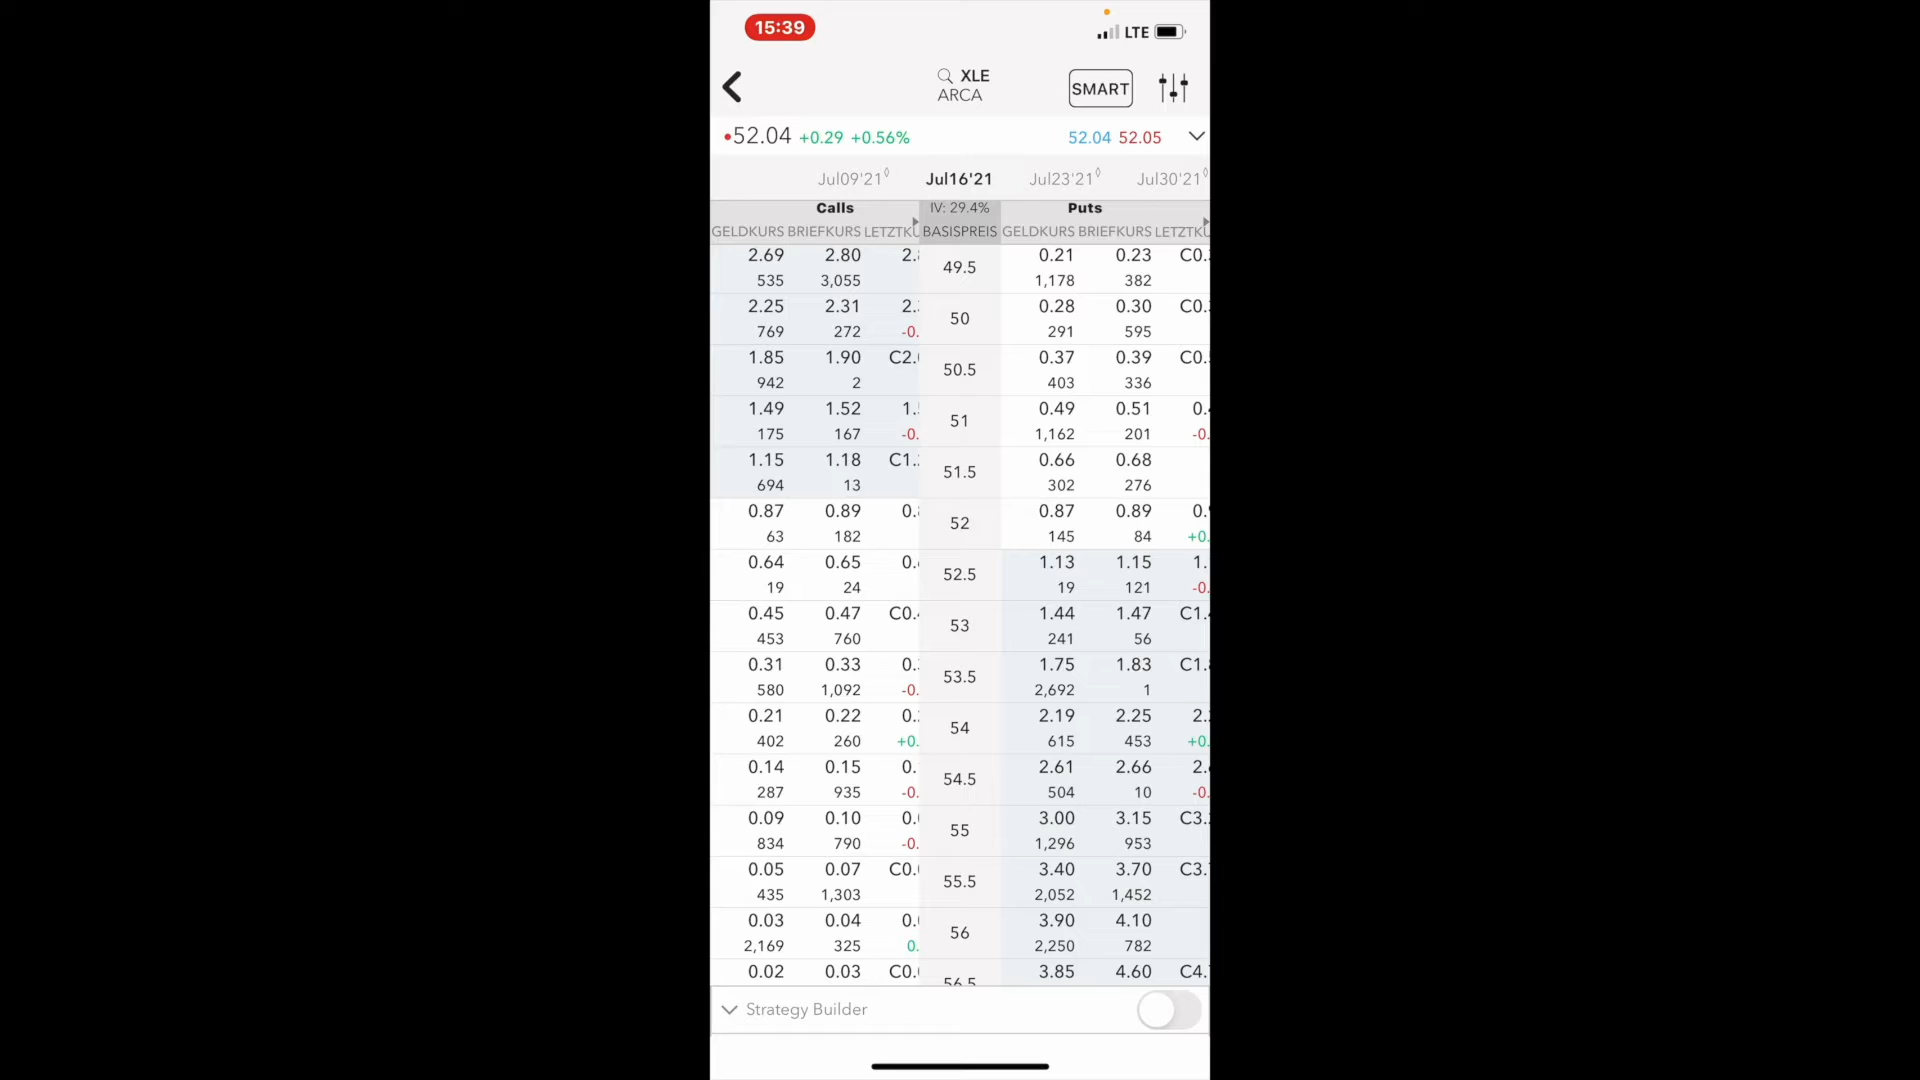 15:39
LTE
XLE
ARCA
SMART
52.04 +0.29 +0.56% 52.04 52.05
Jul09'21 Jul16'21 Jul23'21 Jul30'21
Calls IV: 29.4% Puts
GELDKURS BRIEFKURS LETZTKU BASISPREIS GELDKURS BRIEFKURS LETZTKU
2.69 2.80 49.5 0.21 0.23
535 3,055 1,178 382
2.25 2.31 50 0.28 0.30
769 272 291 595
1.85 1.90 50.5 0.37 0.39
942 2 403 336
1.49 1.52 51 0.49 0.51
175 167 1,162 201
1.15 1.18 51.5 0.66 0.68
694 13 302 276
0.87 0.89 52 0.87 0.89
63 182 145 84
0.64 0.65 52.5 1.13 1.15
19 24 19 121
0.45 0.47 53 1.44 1.47
453 760 241 56
0.31 0.33 53.5 1.75 1.83
580 1,092 2,692 1
0.21 0.22 54 2.19 2.25
402 260 615 453
0.14 0.15 54.5 2.61 2.66
287 935 504 10
0.09 0.10 55 3.00 3.15
834 790 1,296 953
0.05 0.07 55.5 3.40 3.70
435 1,303 2,052 1,452
0.03 0.04 56 3.90 4.10
2,169 325 2,250 782
0.02 0.03 56.5 3.85 4.60
Strategy Builder